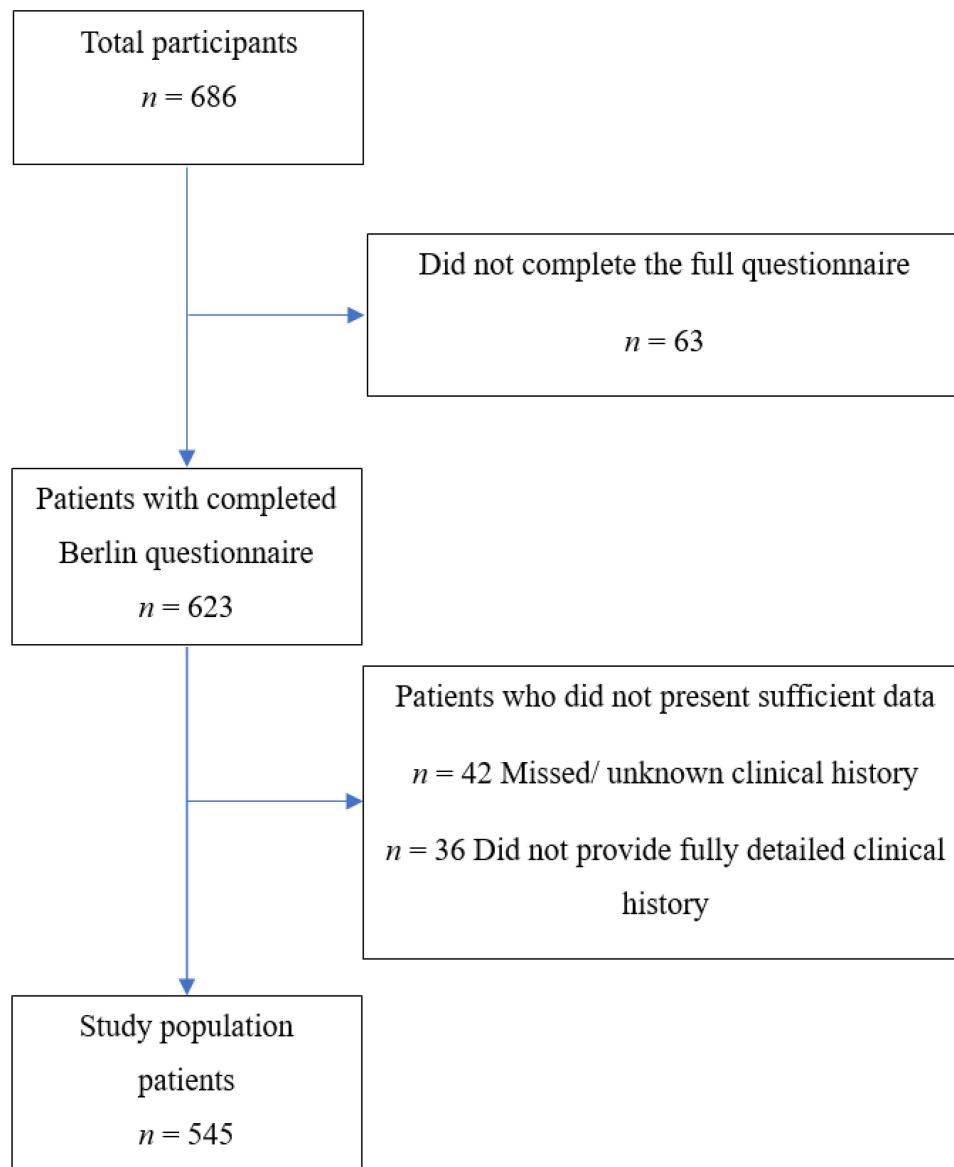 Total participants
n = 686
Did not complete the full questionnaire
n = 63
Patients with completed
Berlin questionnaire
n = 623
Patients who did not present sufficient data
n = 42 Missed/ unknown clinical history
n = 36 Did not provide fully detailed clinical
history
Study population
patients
n = 545